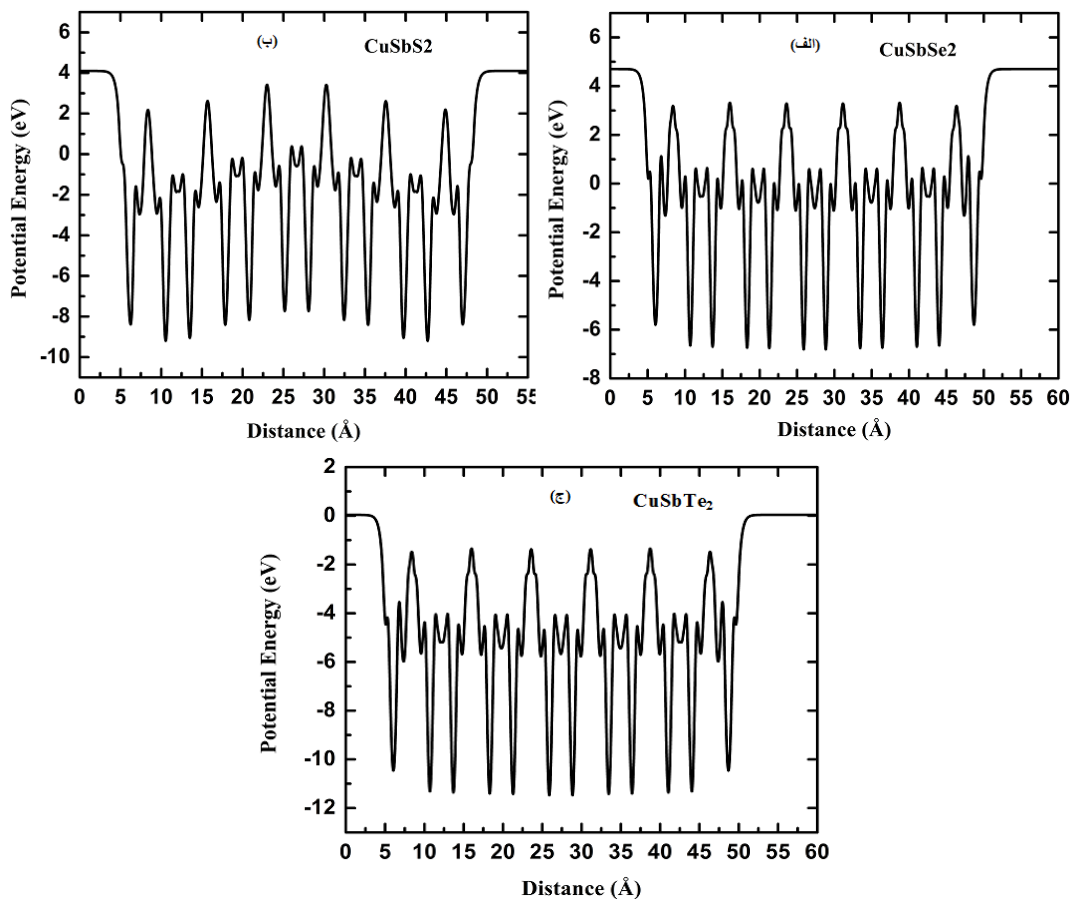 (ب)
CuSbS2
6
4
2
0
-2
-4
-6
-8
-10
Potential Energy (eV)
0 5 10 15 20 25 30 35 40 45 50 55
Distance (Å)
(الف)
CuSbSe2
6
4
2
0
-2
-4
-6
-8
Potential Energy (eV)
0 5 10 15 20 25 30 35 40 45 50 55 60
Distance (Å)
(ج)
CuSbTe₂
2
0
-2
-4
-6
-8
-10
-12
Potential Energy (eV)
0 5 10 15 20 25 30 35 40 45 50 55 60
Distance (Å)